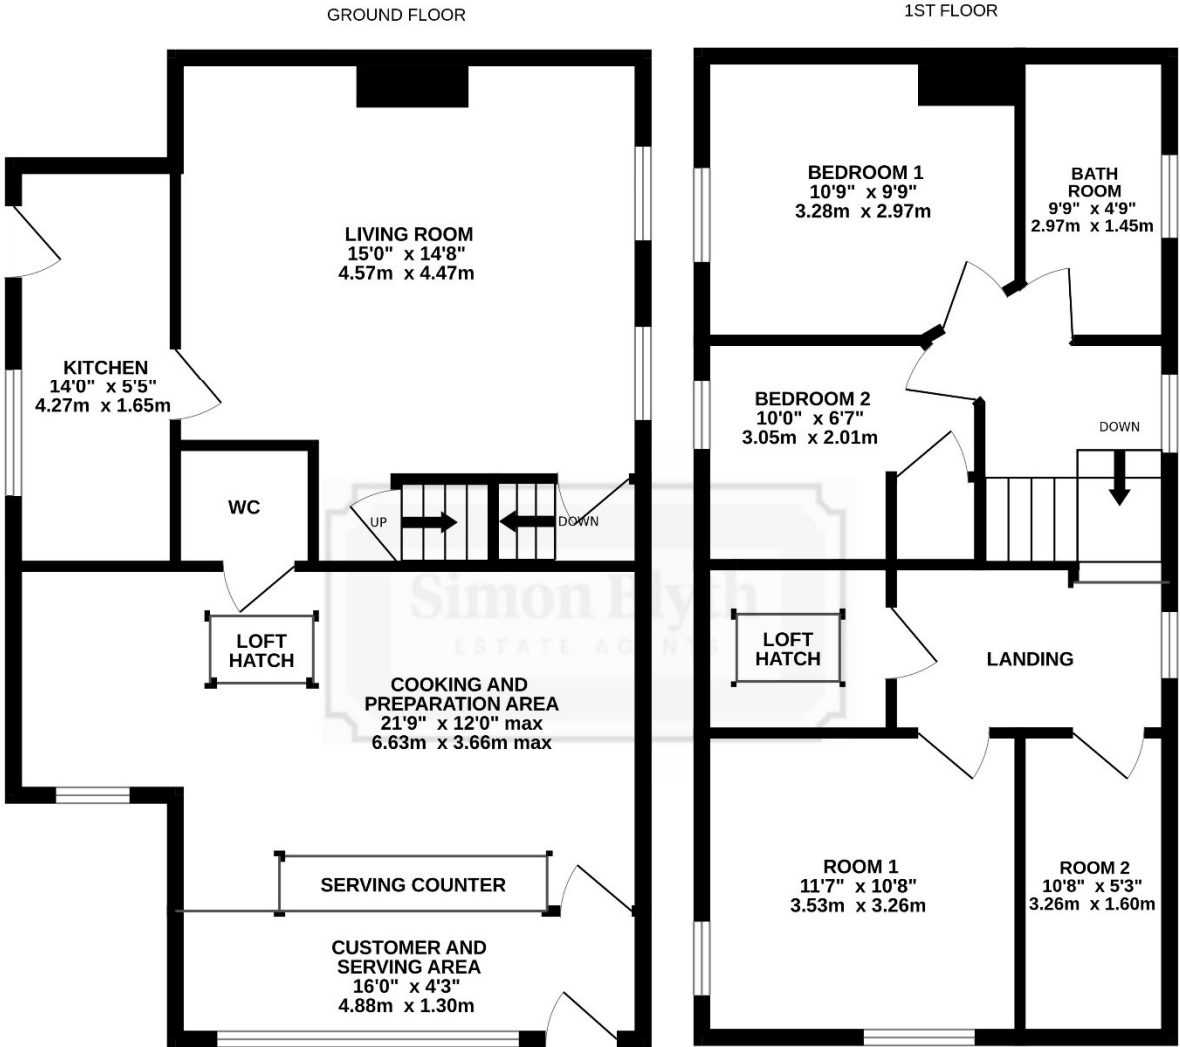 GROUND FLOOR
LIVING ROOM
15'0" x 14'8"
4.57m x 4.47m
KITCHEN
14'0" x 5'5"
4.27m x 1.65m
WC
UP
DOWN
LOFT
HATCH
COOKING AND
PREPARATION AREA
21'9" x 12'0" max
6.63m x 3.66m max
SERVING COUNTER
CUSTOMER AND
SERVING AREA
16'0" x 4'3"
4.88m x 1.30m
Simon Blyth
ESTATE AGENTS
1ST FLOOR
BEDROOM 1
10'9" x 9'9"
3.28m x 2.97m
BATH
ROOM
9'9" x 4'9"
2.97m x 1.45m
BEDROOM 2
10'0" x 6'7"
3.05m x 2.01m
DOWN
LOFT
HATCH
LANDING
ROOM 1
11'7" x 10'8"
3.53m x 3.26m
ROOM 2
10'8" x 5'3"
3.26m x 1.60m